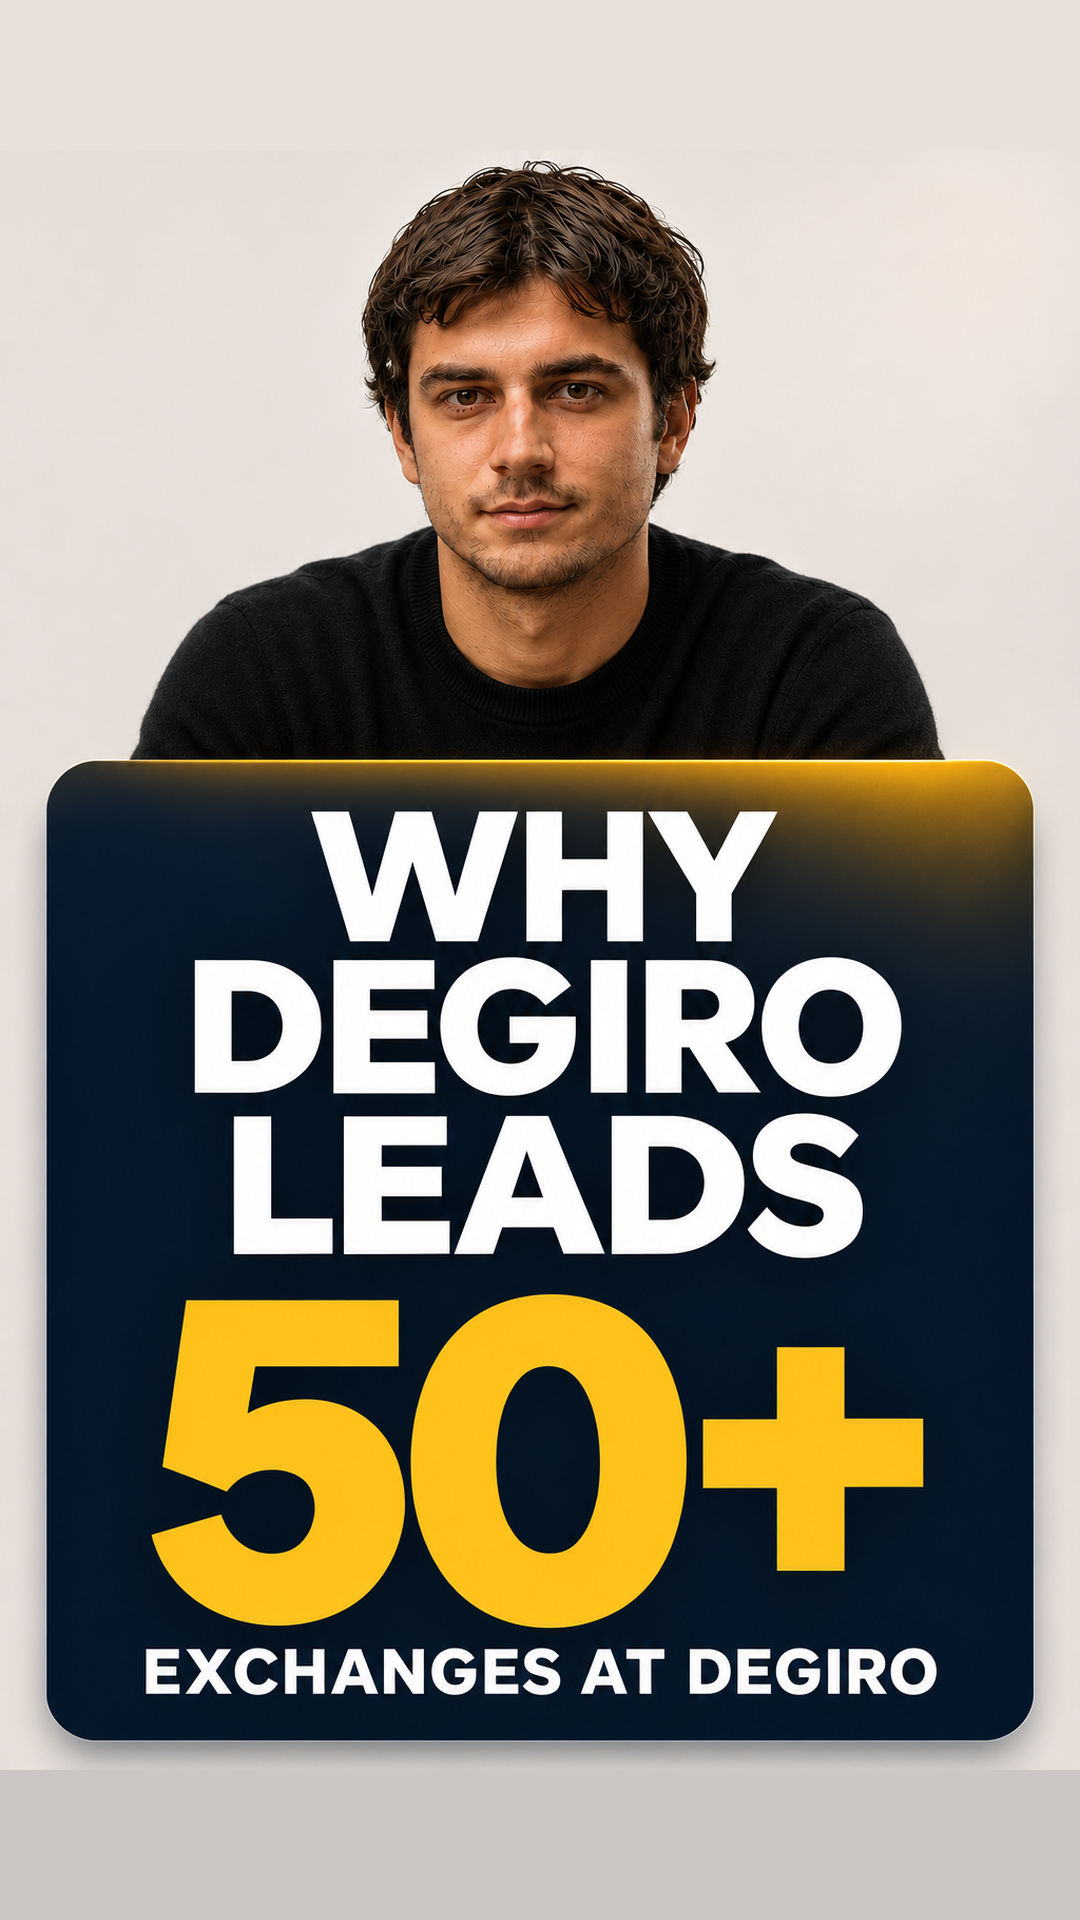 WHY
DEGIRO
LEADS
50+
EXCHANGES AT DEGIRO